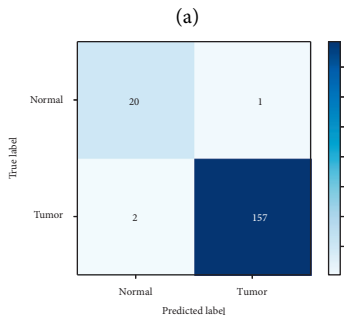 (a)
Normal
20
1
True label
Tumor
2
157
Normal
Tumor
Predicted label